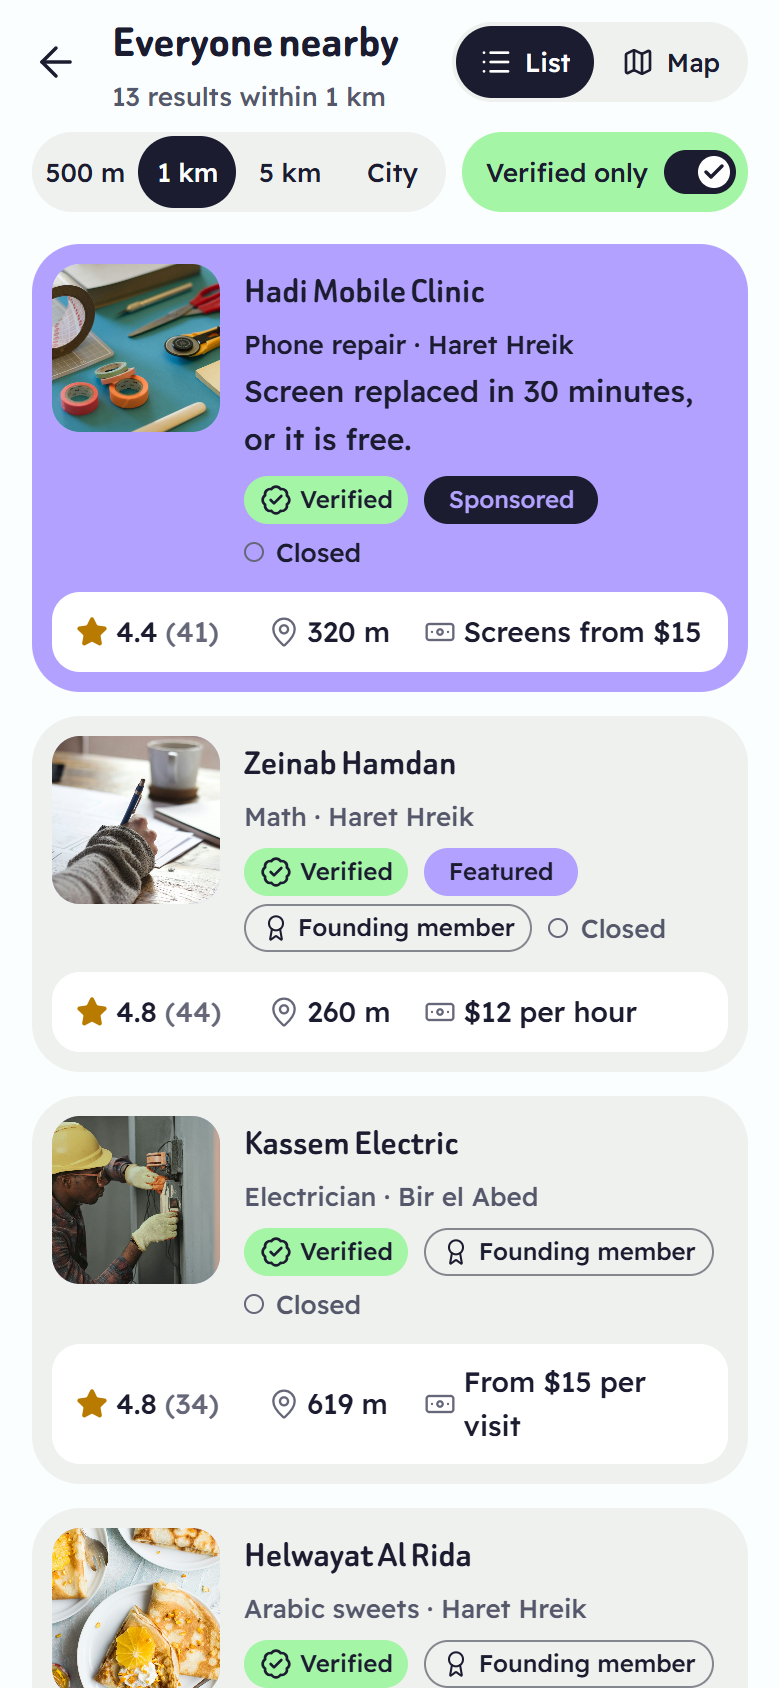 Everyone nearby
13 results within 1 km
List
Map
500 m
1 km
5 km
City
Verified only
Hadi Mobile Clinic
Phone repair · Haret Hreik
Screen replaced in 30 minutes,
or it is free.
Verified
Sponsored
Closed
4.4 (41)
320 m
Screens from $15
Zeinab Hamdan
Math · Haret Hreik
Verified
Featured
Founding member
Closed
4.8 (44)
260 m
$12 per hour
Kassem Electric
Electrician · Bir el Abed
Verified
Founding member
Closed
4.8 (34)
619 m
From $15 per
visit
Helwayat Al Rida
Arabic sweets · Haret Hreik
Verified
Founding member